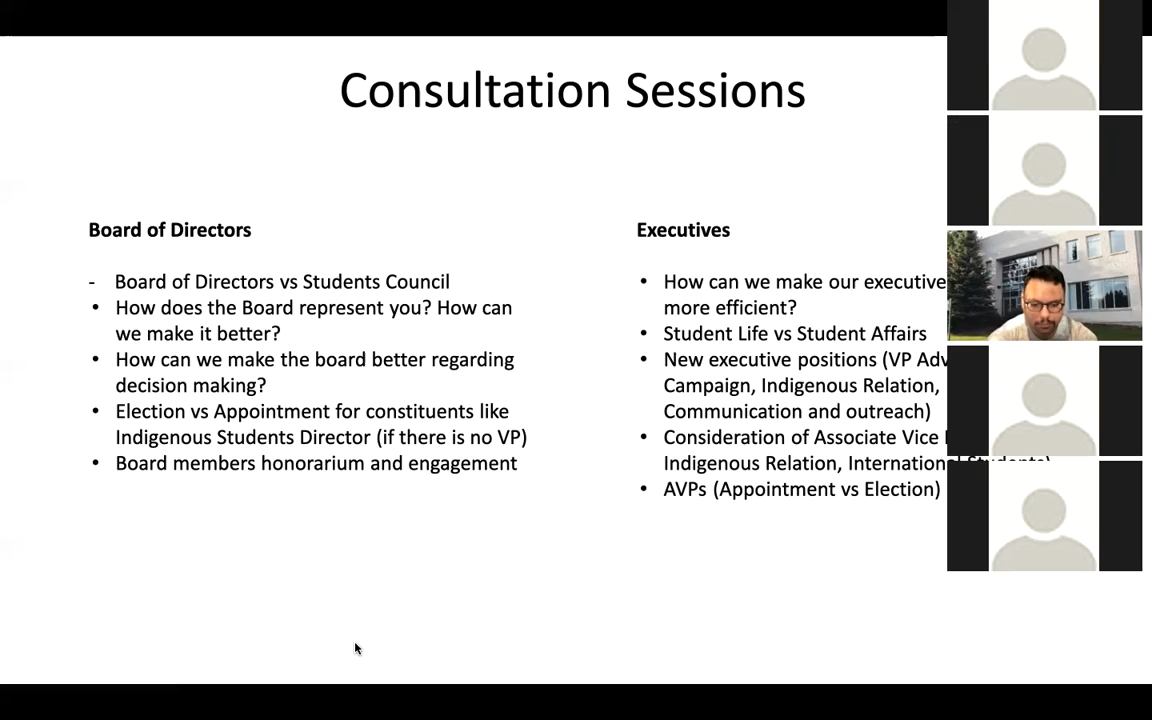 Consultation Sessions
Board of Directors
- Board of Directors vs Students Council
• How does the Board represent you? How can
we make it better?
• How can we make the board better regarding
decision making?
• Election vs Appointment for constituents like
Indigenous Students Director (if there is no VP)
• Board members honorarium and engagement
Executives
• How can we make our executive
more efficient?
• Student Life vs Student Affairs
• New executive positions (VP Adv
Campaign, Indigenous Relation,
Communication and outreach)
• Consideration of Associate Vice
Indigenous Relation, International Students)
• AVPs (Appointment vs Election)